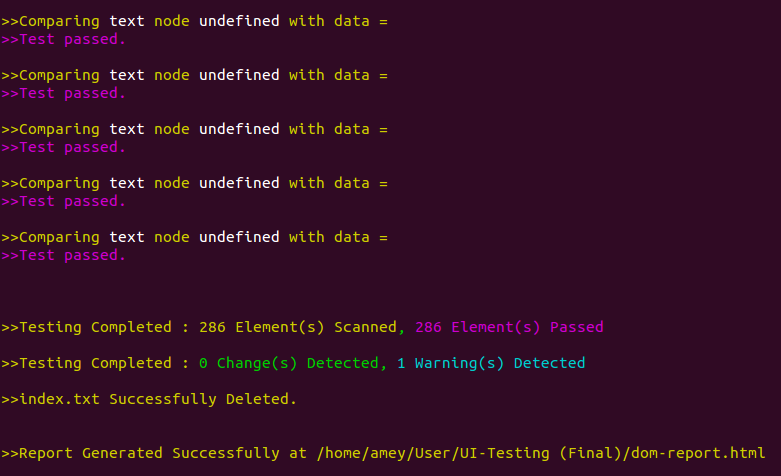 >>Comparing text node undefined with data =
>>Test passed.
>>Comparing text node undefined with data =
>>Test passed.
>>Comparing text node undefined with data =
>>Test passed.
>>Comparing text node undefined with data =
>>Test passed.
>>Comparing text node undefined with data =
>>Test passed.
>>Testing Completed : 286 Element(s) Scanned, 286 Element(s) Passed
>>Testing Completed : 0 Change(s) Detected, 1 Warning(s) Detected
>>index.txt Successfully Deleted.
>>Report Generated Successfully at /home/amey/User/UI-Testing (Final)/dom-report.html